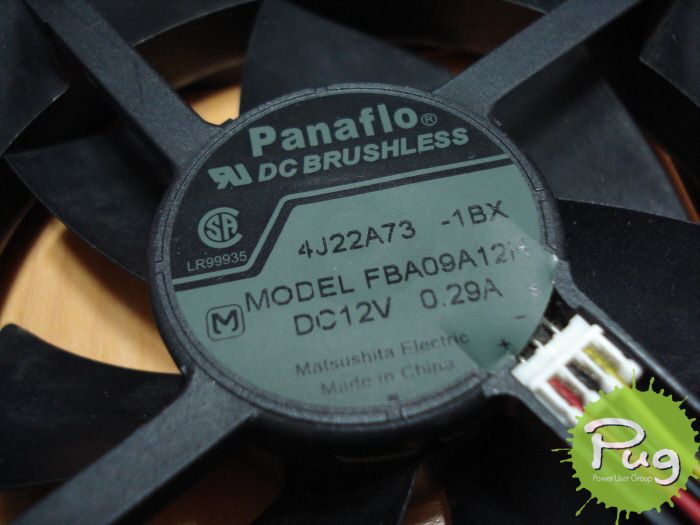 Panaflo®
DC BRUSHLESS
LR99935
4J22A73 -1BX
MODEL FBA09A12H
DC12V 0.29A
M
Matsushita Electric
Made in China
+ -
Pug
Power User Group